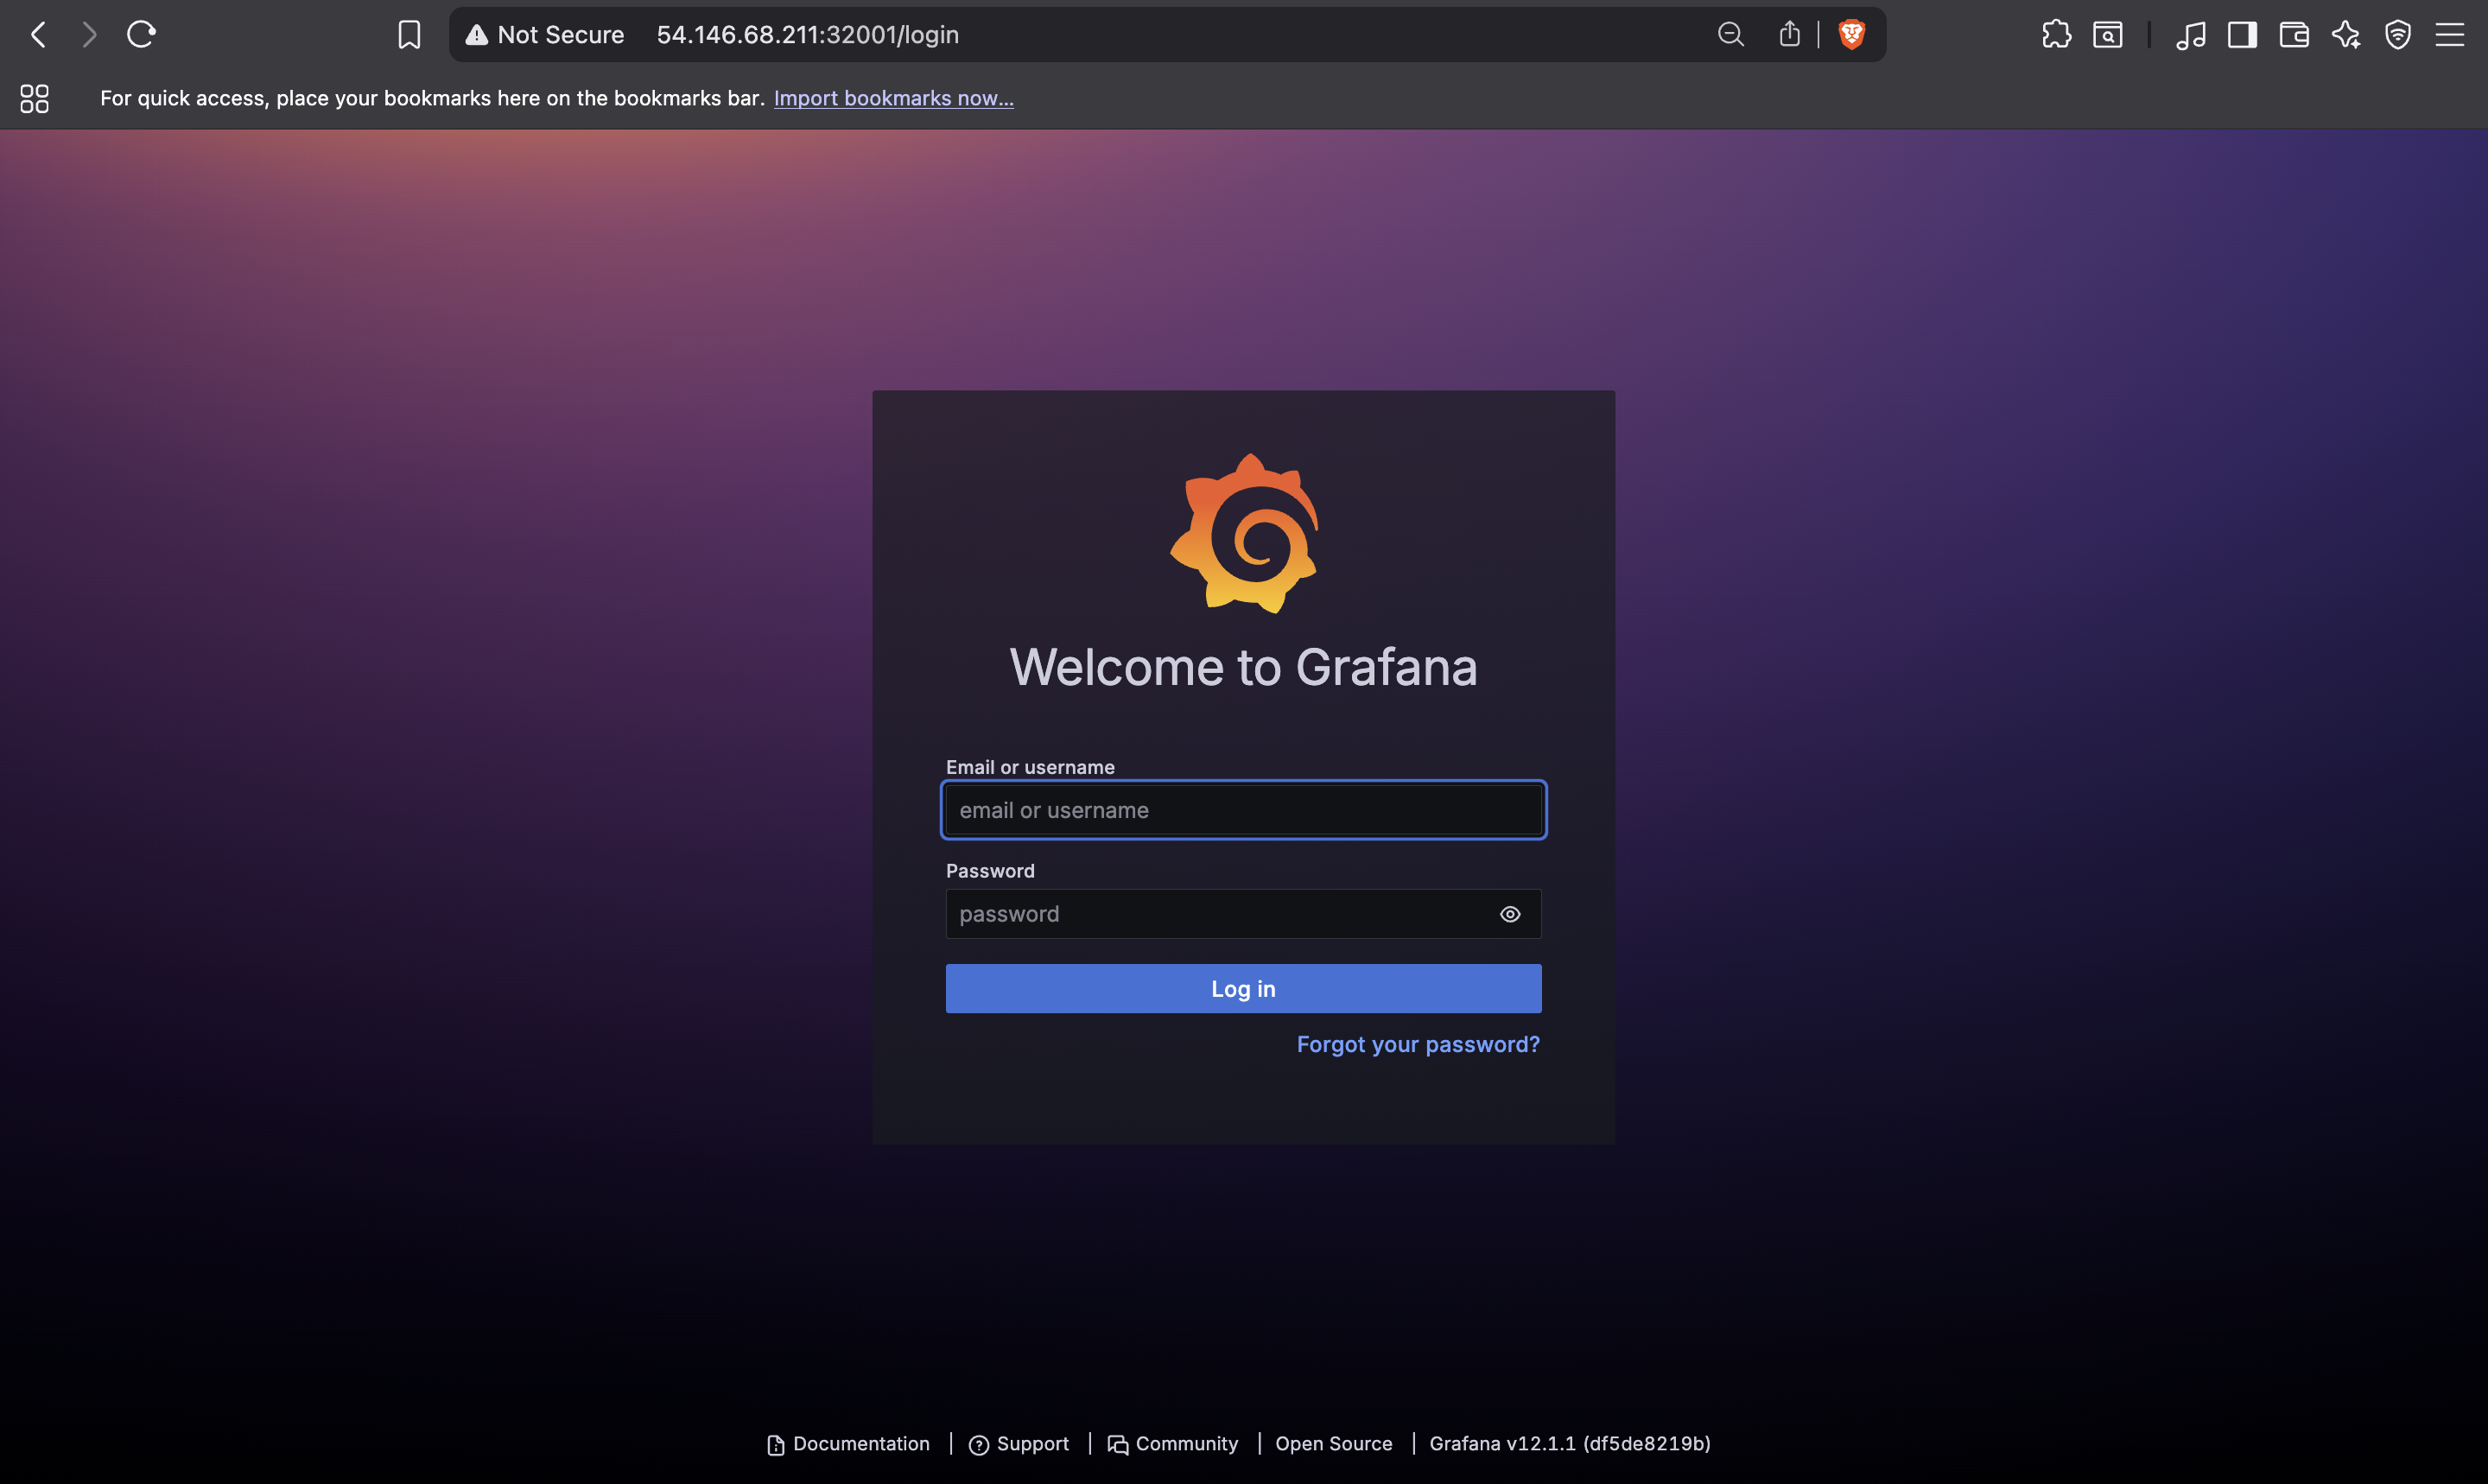 Not Secure 54.146.68.211:32001/login
For quick access, place your bookmarks here on the bookmarks bar. Import bookmarks now...
Welcome to Grafana
Email or username
email or username
Password
password
Log in
Forgot your password?
Documentation | Support | Community | Open Source | Grafana v12.1.1 (df5de8219b)